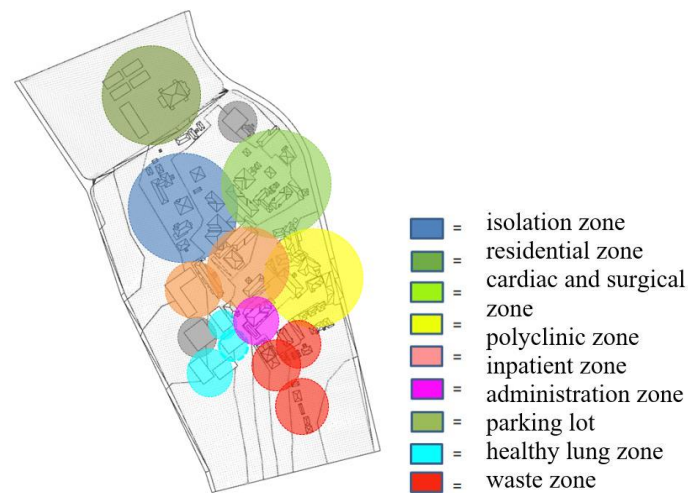 = isolation zone
= residential zone
= cardiac and surgical
= zone
= polyclinic zone
= inpatient zone
= administration zone
= parking lot
= healthy lung zone
= waste zone